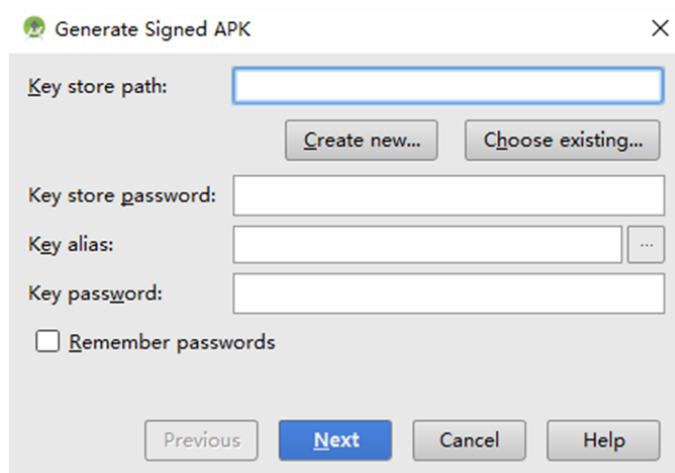 Generate Signed APK
Key store path:
Create new... Choose existing...
Key store password:
Key alias: ...
Key password:
Remember passwords
Previous Next Cancel Help